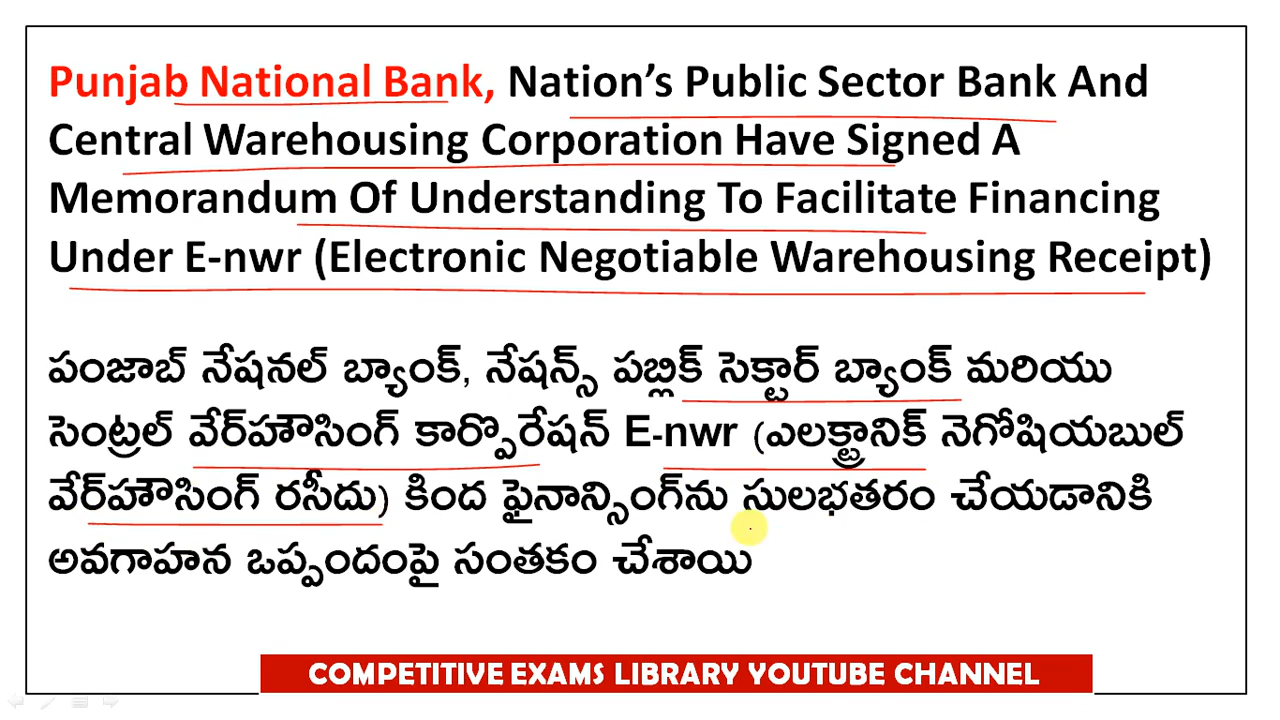 Punjab National Bank, Nation’s Public Sector Bank And
Central Warehousing Corporation Have Signed A
Memorandum Of Understanding To Facilitate Financing
Under E-nwr (Electronic Negotiable Warehousing Receipt)
పంజాబ్ నేషనల్ బ్యాంక్, నేషన్స్ పబ్లిక్ సెక్టార్ బ్యాంక్ మరియు
సెంట్రల్ వేర్‌హౌసింగ్ కార్పొరేషన్ E-nwr (ఎలక్ట్రానిక్ నెగోషియబుల్
వేర్‌హౌసింగ్ రసీదు) కింద ఫైనాన్సింగ్‌ను సులభతరం చేయడానికి
అవగాహన ఒప్పందంపై సంతకం చేశాయి
COMPETITIVE EXAMS LIBRARY YOUTUBE CHANNEL